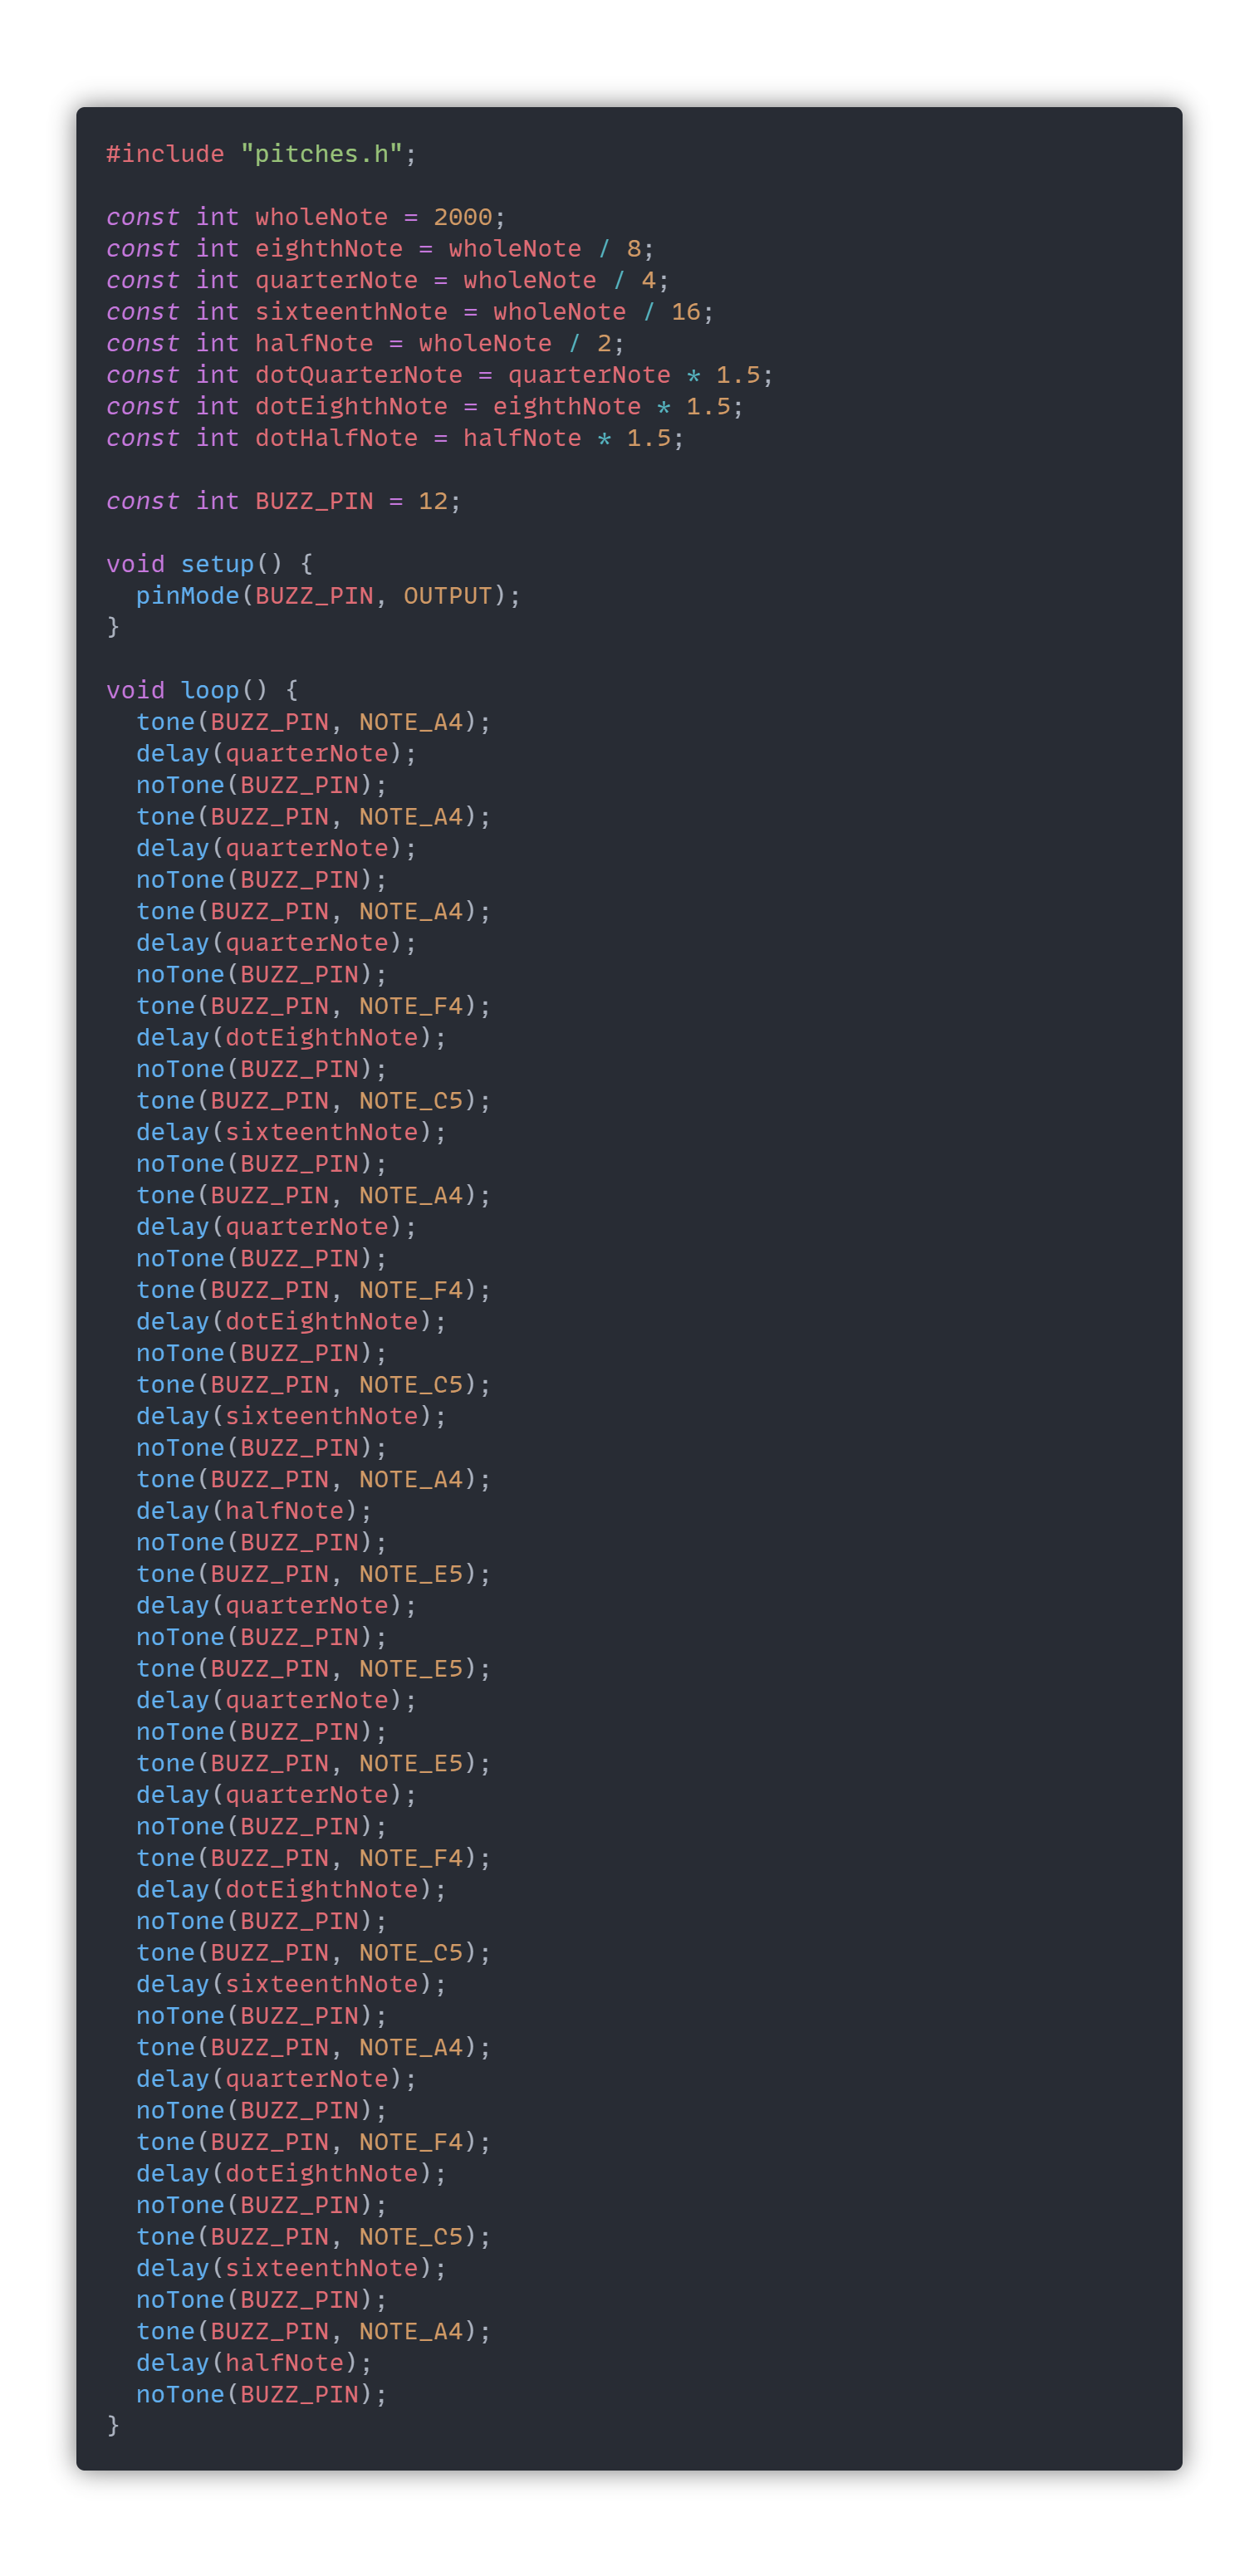 #include "pitches.h";
const int wholeNote = 2000;
const int eighthNote = wholeNote / 8;
const int quarterNote = wholeNote / 4;
const int sixteenthNote = wholeNote / 16;
const int halfNote = wholeNote / 2;
const int dotQuarterNote = quarterNote * 1.5;
const int dotEighthNote = eighthNote * 1.5;
const int dotHalfNote = halfNote * 1.5;
const int BUZZ_PIN = 12;
void setup() {
  pinMode(BUZZ_PIN, OUTPUT);
}
void loop() {
  tone(BUZZ_PIN, NOTE_A4);
  delay(quarterNote);
  noTone(BUZZ_PIN);
  tone(BUZZ_PIN, NOTE_A4);
  delay(quarterNote);
  noTone(BUZZ_PIN);
  tone(BUZZ_PIN, NOTE_A4);
  delay(quarterNote);
  noTone(BUZZ_PIN);
  tone(BUZZ_PIN, NOTE_F4);
  delay(dotEighthNote);
  noTone(BUZZ_PIN);
  tone(BUZZ_PIN, NOTE_C5);
  delay(sixteenthNote);
  noTone(BUZZ_PIN);
  tone(BUZZ_PIN, NOTE_A4);
  delay(quarterNote);
  noTone(BUZZ_PIN);
  tone(BUZZ_PIN, NOTE_F4);
  delay(dotEighthNote);
  noTone(BUZZ_PIN);
  tone(BUZZ_PIN, NOTE_C5);
  delay(sixteenthNote);
  noTone(BUZZ_PIN);
  tone(BUZZ_PIN, NOTE_A4);
  delay(halfNote);
  noTone(BUZZ_PIN);
  tone(BUZZ_PIN, NOTE_E5);
  delay(quarterNote);
  noTone(BUZZ_PIN);
  tone(BUZZ_PIN, NOTE_E5);
  delay(quarterNote);
  noTone(BUZZ_PIN);
  tone(BUZZ_PIN, NOTE_E5);
  delay(quarterNote);
  noTone(BUZZ_PIN);
  tone(BUZZ_PIN, NOTE_F4);
  delay(dotEighthNote);
  noTone(BUZZ_PIN);
  tone(BUZZ_PIN, NOTE_C5);
  delay(sixteenthNote);
  noTone(BUZZ_PIN);
  tone(BUZZ_PIN, NOTE_A4);
  delay(quarterNote);
  noTone(BUZZ_PIN);
  tone(BUZZ_PIN, NOTE_F4);
  delay(dotEighthNote);
  noTone(BUZZ_PIN);
  tone(BUZZ_PIN, NOTE_C5);
  delay(sixteenthNote);
  noTone(BUZZ_PIN);
  tone(BUZZ_PIN, NOTE_A4);
  delay(halfNote);
  noTone(BUZZ_PIN);
}